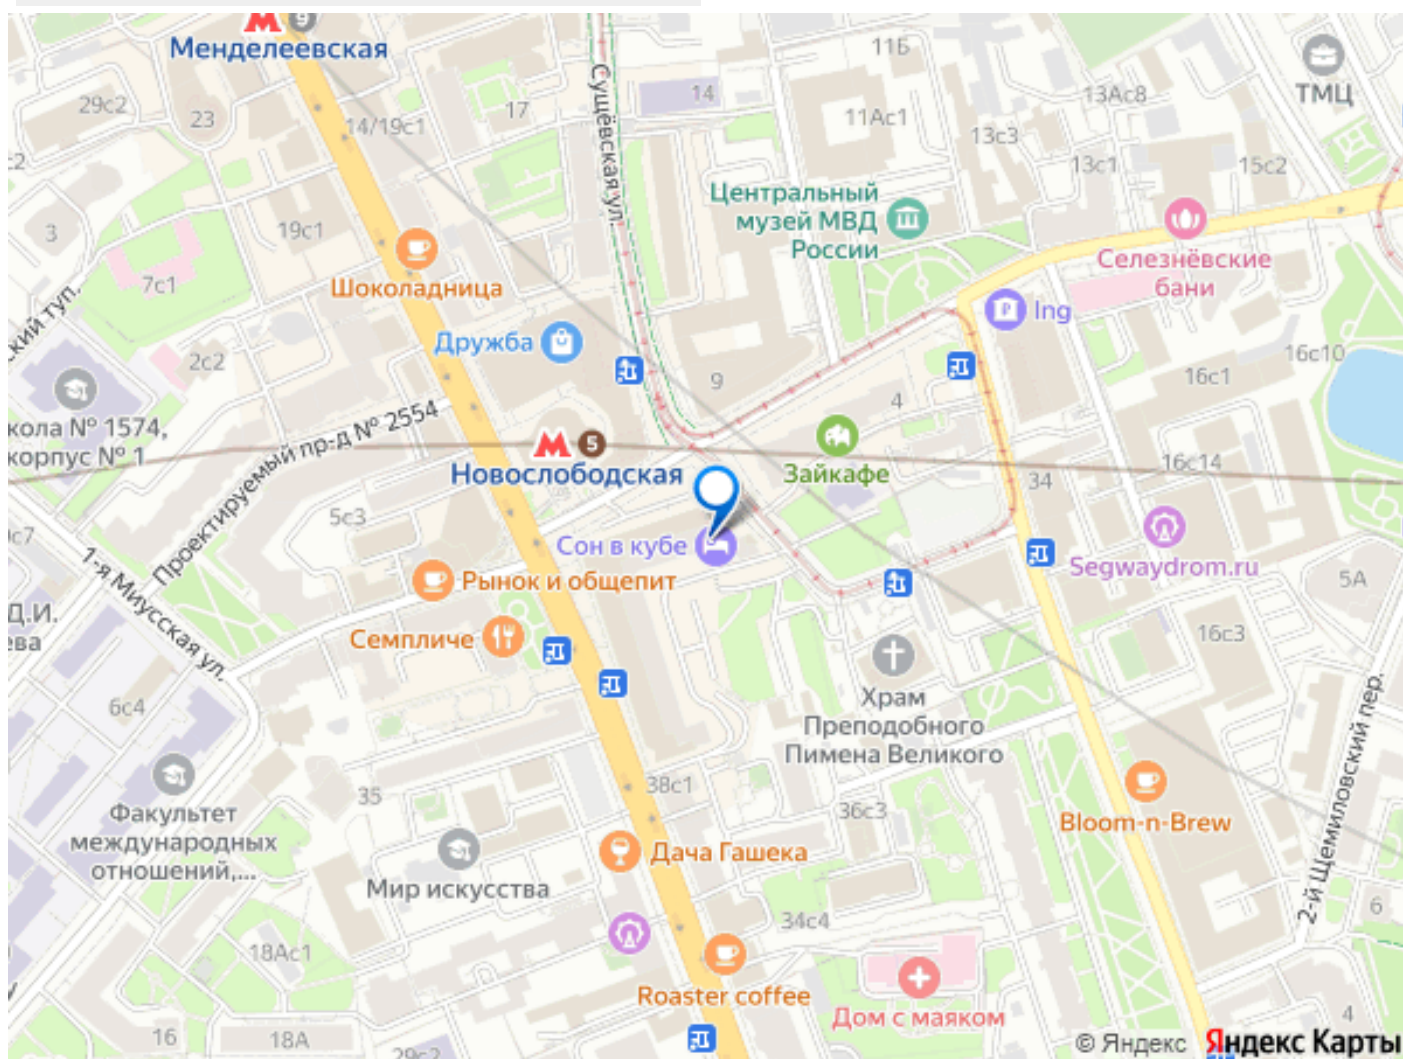 9
Менделеевская
11Б
ТМЦ
29с2
23
14/19с1
17
Сущёвская ул.
14
11Ас1
13Ас8
13с3
13с1
15с2
Центральный
музей МВД
России
3
19с1
7с1
Шоколадница
Селезнёвские
бани
Ing
Дружба
2с2
9
4
16с10
16с1
кола № 1574,
корпус № 1
Проектируемый пр-д № 2554
5
Новослободская
Зайкафе
16с14
34
5с3
Сон в кубе
Segwaydrom.ru
5А
1-я Миусская ул.
Рынок и общепит
Д.И.
ева
Семпличе
16с3
6с4
Храм
Преподобного
Пимена Великого
2-й Щемиловский пер.
Факультет
международных
отношений,...
35
38с1
36с3
Bloom-n-Brew
Дача Гашека
Мир искусства
34с4
6
18Ас1
Roaster coffee
Дом с маяком
16
18А
29с2
4
© Яндекс Яндекс Карты